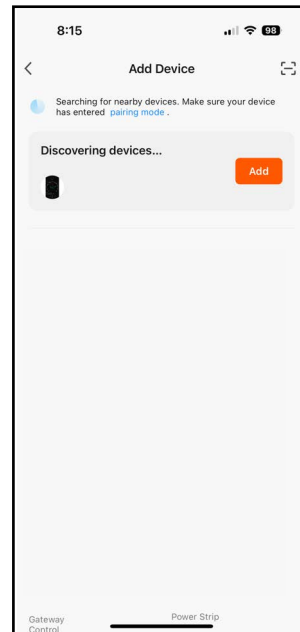 8:15
98
Add Device
Searching for nearby devices. Make sure your device
has entered pairing mode .
Discovering devices...
Add
Gateway
Control
Power Strip